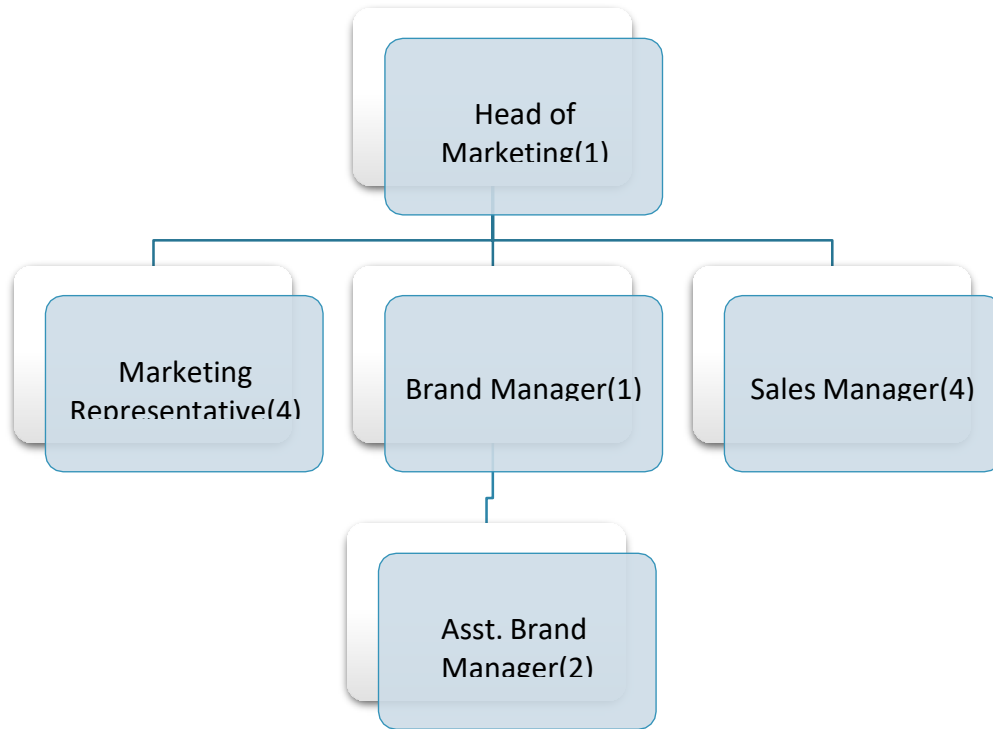 Head of
Marketing(1)
Marketing
Representative(4)
Brand Manager(1)
Sales Manager(4)
Asst. Brand
Manager(2)